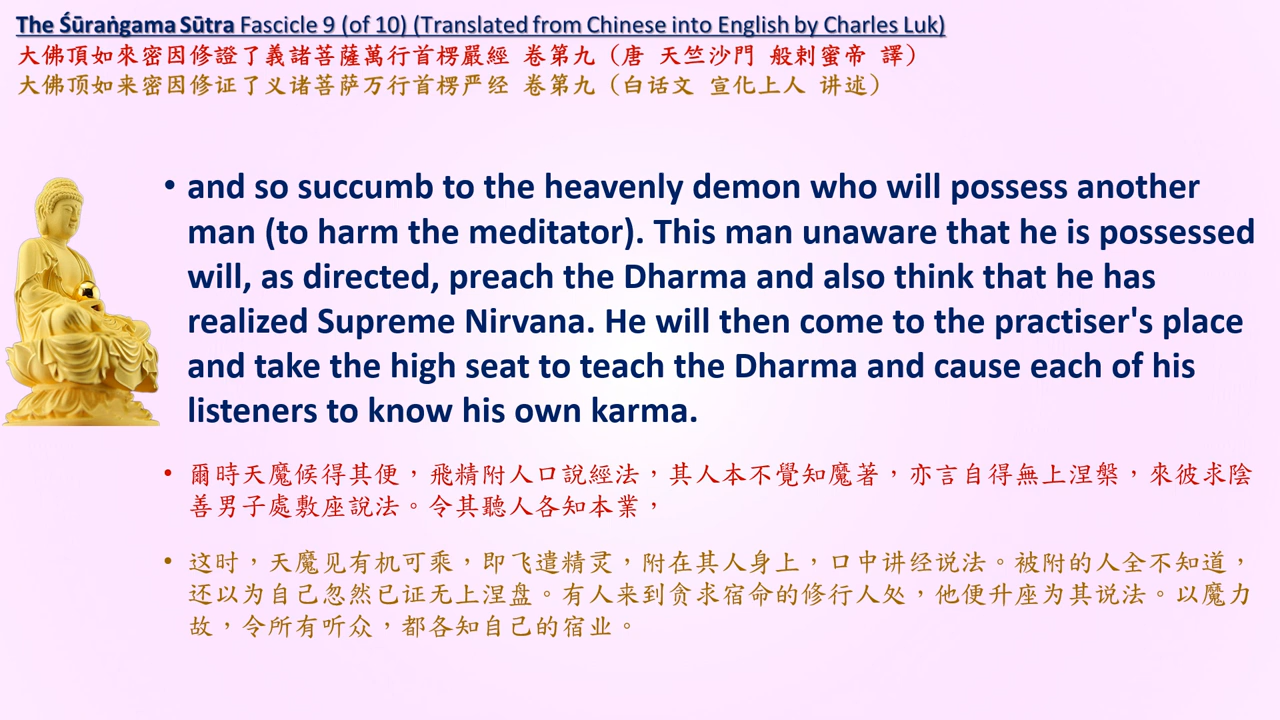 The Śūraṅgama Sūtra Fascicle 9 (of 10) (Translated from Chinese into English by Charles Luk)
大佛頂如來密因修證了義諸菩薩萬行首楞嚴經 卷第九（唐 天竺沙門 般剌蜜帝 譯）
大佛顶如来密因修证了义诸菩萨万行首楞严经 卷第九（白话文 宣化上人 讲述）
• and so succumb to the heavenly demon who will possess another
man (to harm the meditator). This man unaware that he is possessed
will, as directed, preach the Dharma and also think that he has
realized Supreme Nirvana. He will then come to the practiser's place
and take the high seat to teach the Dharma and cause each of his
listeners to know his own karma.
• 爾時天魔候得其便，飛精附人口說經法，其人本不覺知魔著，亦言自得無上涅槃，來彼求陰
善男子處敷座說法。令其聽人各知本業，
• 这时，天魔见有机可乘，即飞遣精灵，附在其人身上，口中讲经说法。被附的人全不知道，
还以为自己忽然已证无上涅盘。有人来到贪求宿命的修行人处，他便升座为其说法。以魔力
故，令所有听众，都各知自己的宿业。